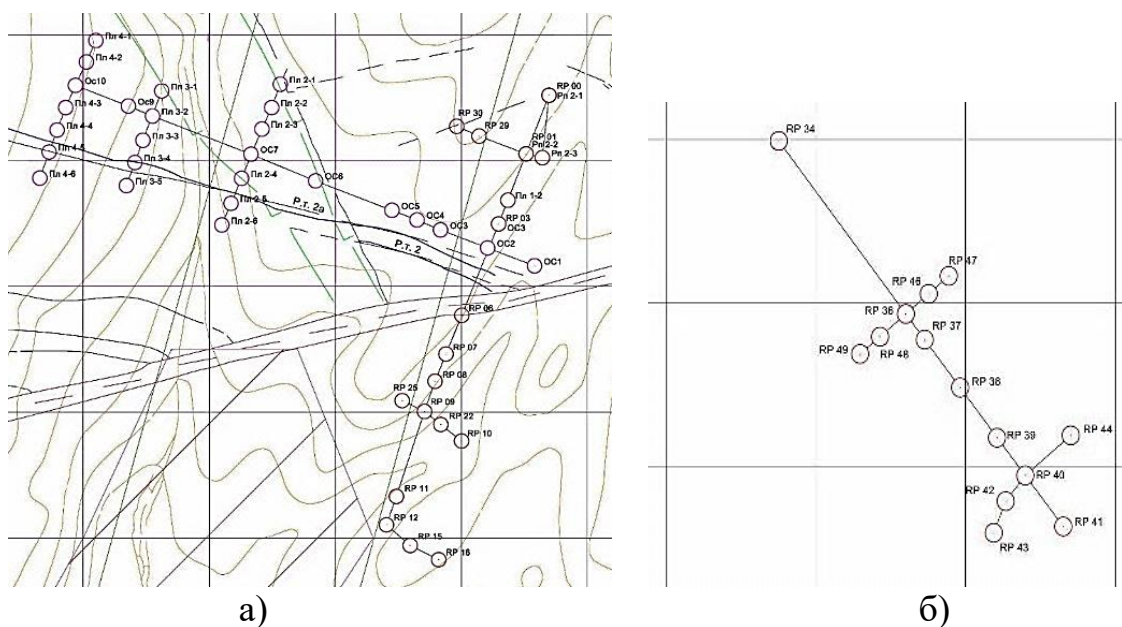 Пл 4-1
Пл 4-2
Ос10
Пл 4-3
Пл 4-4
Пл 4-5
Пл 4-6
Ос9
Пл 3-1
Пл 3-2
Пл 3-3
Пл 3-4
Пл 3-5
Пл 2-1
Пл 2-2
Пл 2-3
ОС7
Пл 2-4
Пл 2-5
Пл 2-6
ОС6
Р.т. 2а
Р.т. 2
ОС5
ОС4
ОС3
ОС2
ОС1
RP 00
Рп 2-1
RP 30
RP 29
RP 01
Рп 2-2
Рп 2-3
Пл 1-2
RP 03
ОС3
RP 06
RP 07
RP 08
RP 25
RP 09
RP 22
RP 10
RP 11
RP 12
RP 15
RP 16
а)
RP 34
RP 47
RP 46
RP 36
RP 37
RP 49
RP 48
RP 38
RP 39
RP 44
RP 40
RP 42
RP 41
RP 43
б)